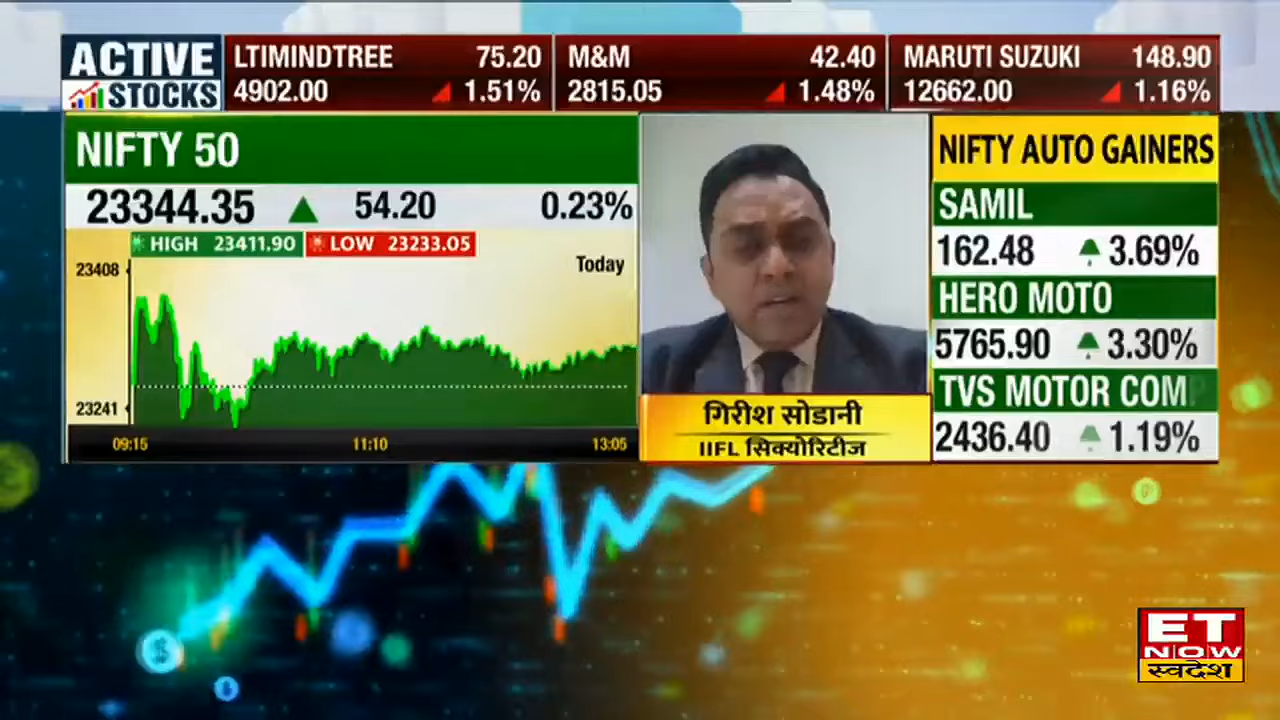 ACTIVE STOCKS
LTIMINDTREE 75.20
4902.00 1.51%
M&M 42.40
2815.05 1.48%
MARUTI SUZUKI 148.90
12662.00 1.16%
NIFTY 50
23344.35 54.20 0.23%
HIGH 23411.90 LOW 23233.05
Today
23408
23241
09:15 11:10 13:05
गिरीश सोडानी
IIFL सिक्योरिटीज
NIFTY AUTO GAINERS
SAMIL
162.48 3.69%
HERO MOTO
5765.90 3.30%
TVS MOTOR COM
2436.40 1.19%
ET
NOW
स्वदेश